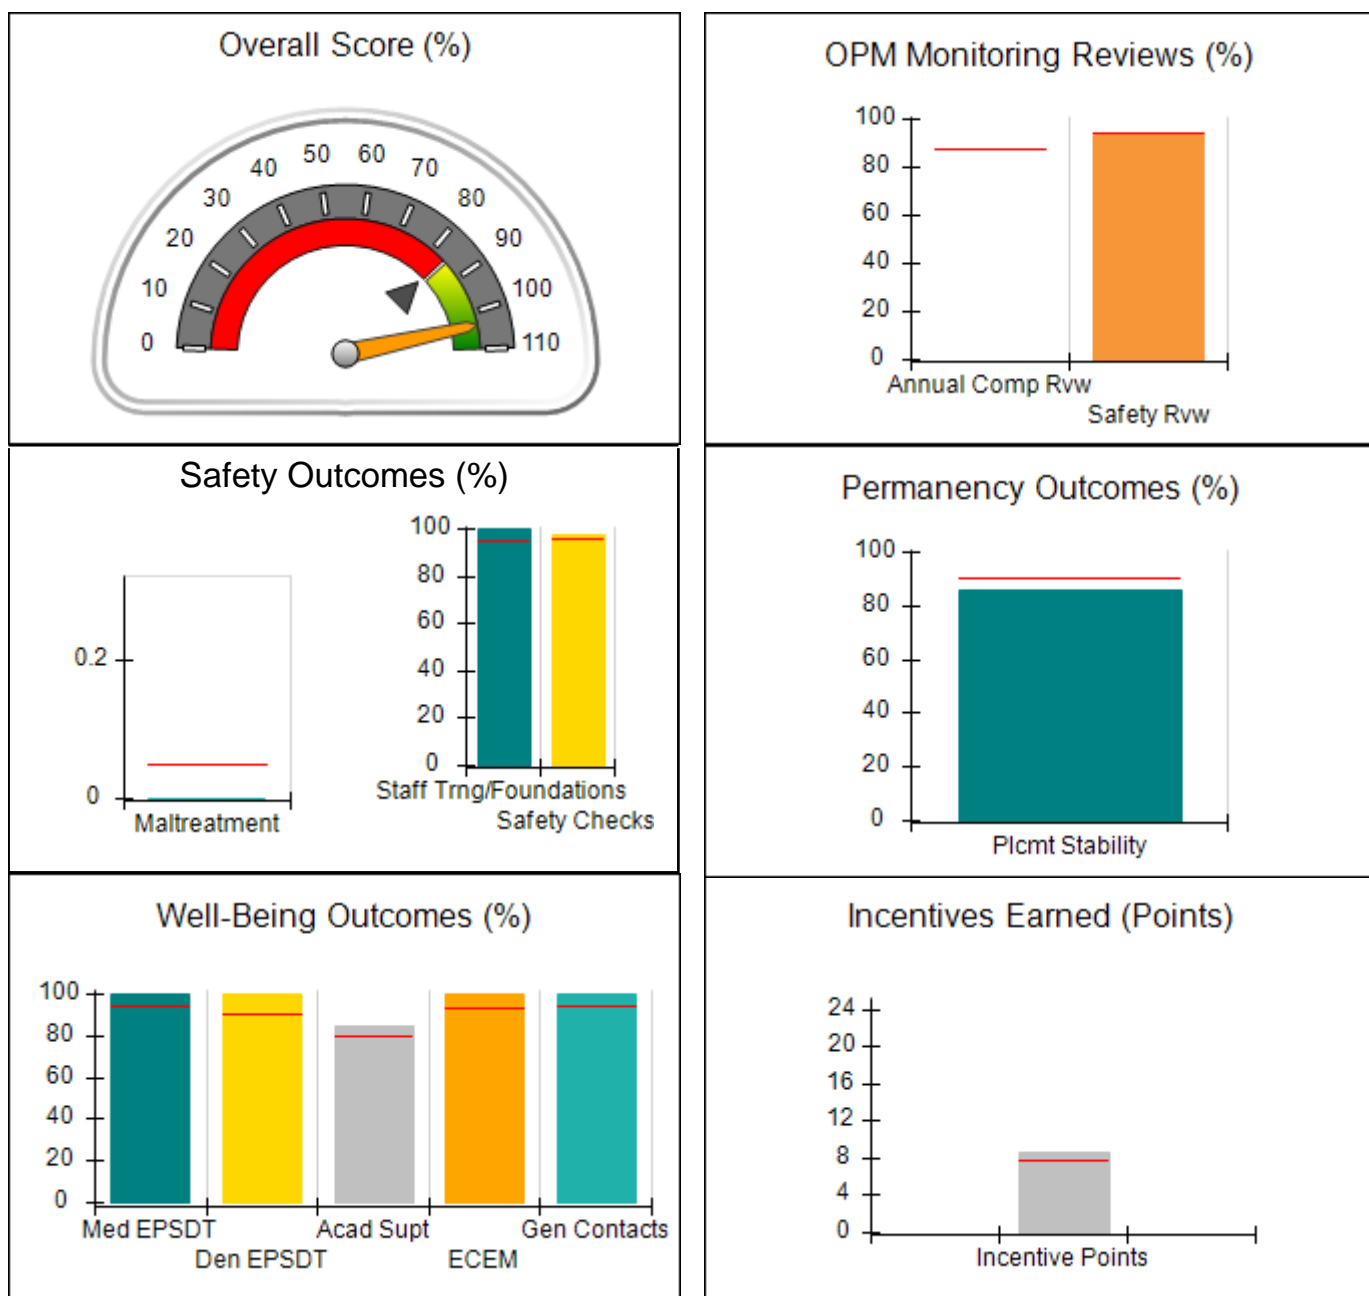 Overall Score (%)
0
10
20
30
40
50
60
70
80
90
100
110
OPM Monitoring Reviews (%)
100
80
60
40
20
0
Annual Comp Rvw
Safety Rvw
Safety Outcomes (%)
0.2
0
Maltreatment
100
80
60
40
20
0
Staff Trng/Foundations
Safety Checks
Permanency Outcomes (%)
100
80
60
40
20
0
Plcmt Stability
Well-Being Outcomes (%)
100
80
60
40
20
0
Med EPSDT
Den EPSDT
Acad Supt
ECEM
Gen Contacts
Incentives Earned (Points)
24
20
16
12
8
4
0
Incentive Points